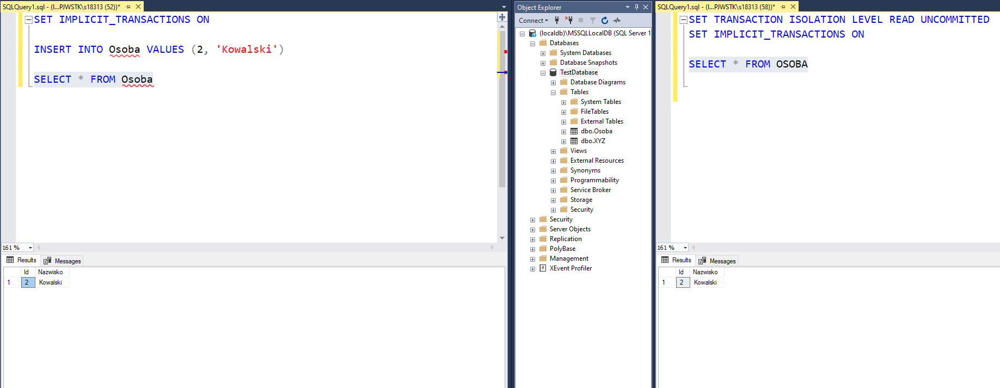 SQLQuery1.sql - (l...PJWSTK\s18313 (52))*
SET IMPLICIT_TRANSACTIONS ON
INSERT INTO Osoba VALUES (2, 'Kowalski')
SELECT * FROM Osoba
161 %
Results
Messages
Id Nazwisko
1 2 Kowalski
Object Explorer
Connect
(localdb)\MSSQLLocalDB (SQL Server 1
Databases
System Databases
Database Snapshots
TestDatabase
Database Diagrams
Tables
System Tables
FileTables
External Tables
dbo.Osoba
dbo.XYZ
Views
External Resources
Synonyms
Programmability
Service Broker
Storage
Security
Security
Server Objects
Replication
PolyBase
Management
XEvent Profiler
SQLQuery1.sql - (l...PJWSTK\s18313 (58))*
SET TRANSACTION ISOLATION LEVEL READ UNCOMMITTED
SET IMPLICIT_TRANSACTIONS ON
SELECT * FROM OSOBA
161 %
Results
Messages
Id Nazwisko
1 2 Kowalski